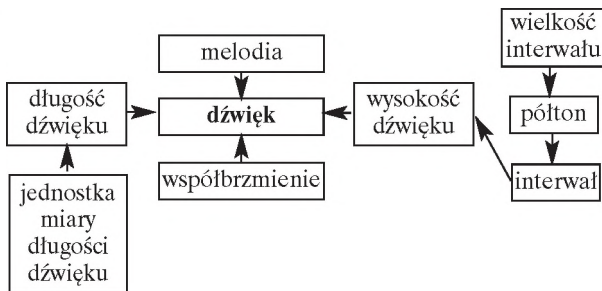 melodia
dźwięk
współbrzmienie
długość
dźwięku
jednostka
miary
długości
dźwięku
wysokość
dźwięku
wielkość
interwału
półton
interwał